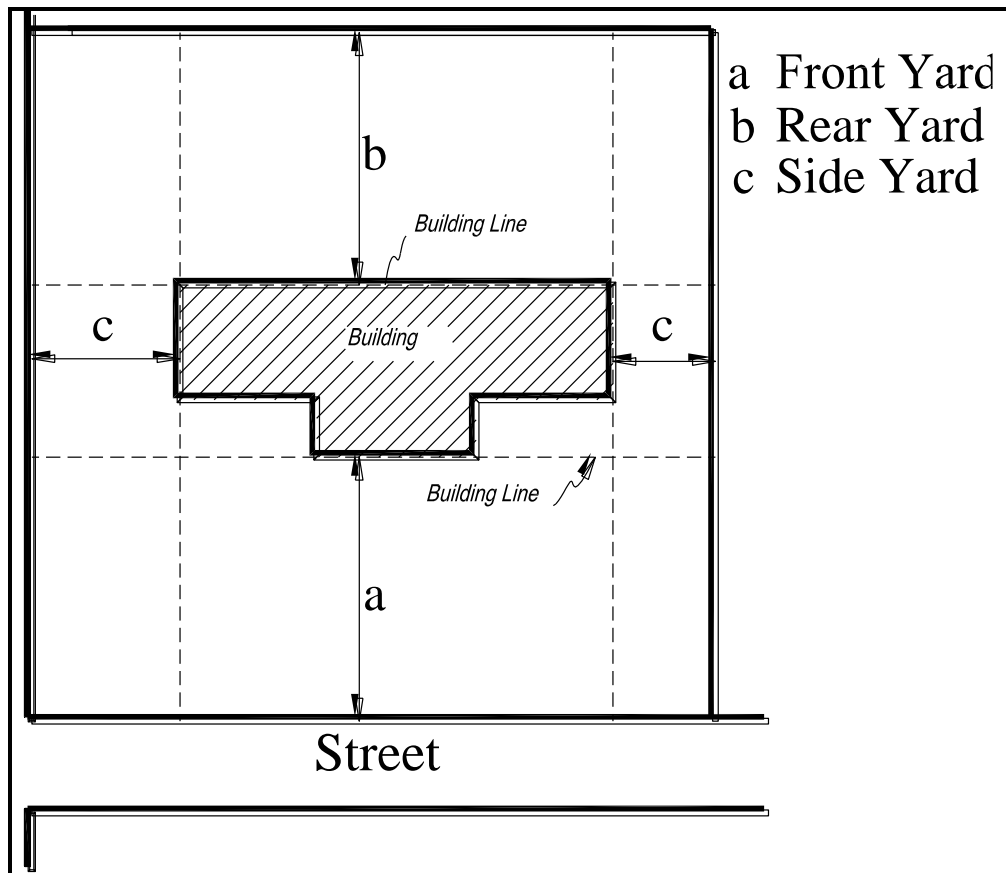 a Front Yard
b Rear Yard
c Side Yard
b
Building Line
c
Building
c
Building Line
a
Street